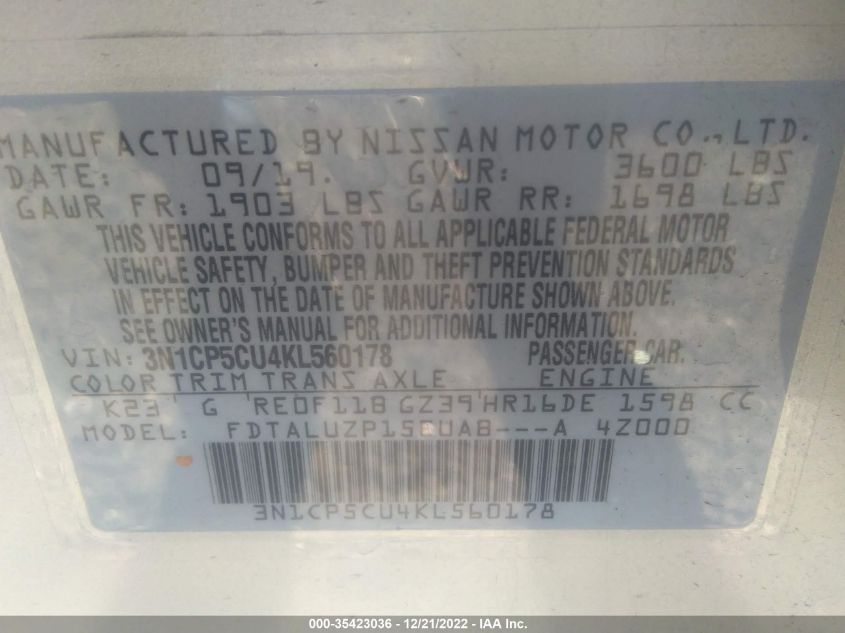 MANUFACTURED BY NISSAN MOTOR CO., LTD.
DATE: 09/19. GVWR: 3600 LBS
GAWR FR: 1903 LBS GAWR RR: 1698 LBS
THIS VEHICLE CONFORMS TO ALL APPLICABLE FEDERAL MOTOR
VEHICLE SAFETY, BUMPER AND THEFT PREVENTION STANDARDS
IN EFFECT ON THE DATE OF MANUFACTURE SHOWN ABOVE.
SEE OWNER'S MANUAL FOR ADDITIONAL INFORMATION.
VIN: 3N1CP5CU4KL560178 PASSENGER CAR.
COLOR TRIM TRANS AXLE ENGINE
K23 G RE0F11B GZ39 HR16DE 1598 CC
MODEL: 4Z000
3N1CP5CU4KL560178
000-35423036 - 12/21/2022 - IAA Inc.